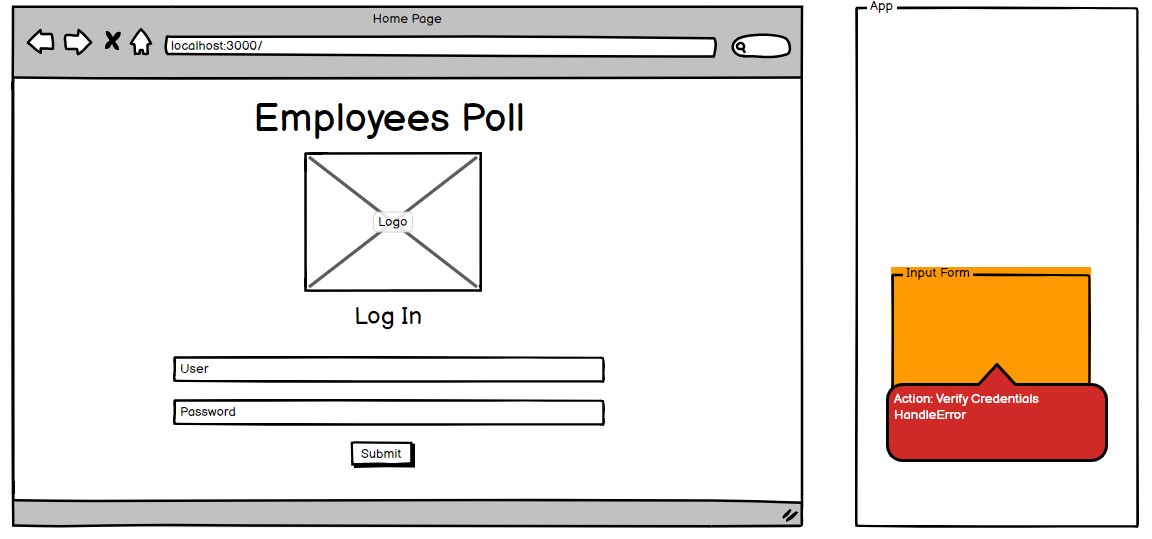 Home Page
localhost:3000/
Employees Poll
Logo
Log In
User
Password
Submit
App
Input Form
Action: Verify Credentials
HandleError